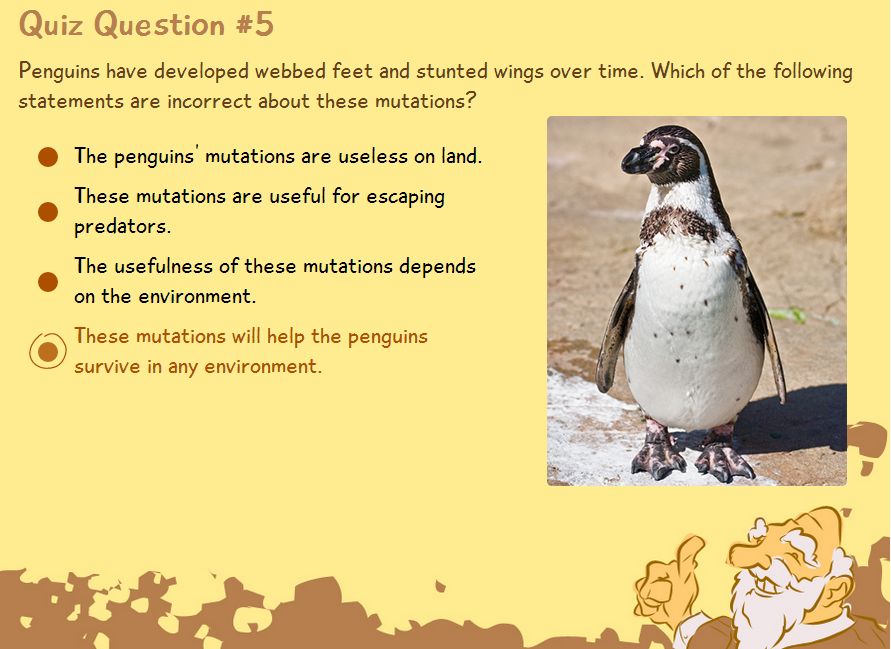 Quiz Question #5
Penguins have developed webbed feet and stunted wings over time. Which of the following
statements are incorrect about these mutations?
The penguins' mutations are useless on land.
These mutations are useful for escaping
predators.
The usefulness of these mutations depends
on the environment.
These mutations will help the penguins
survive in any environment.